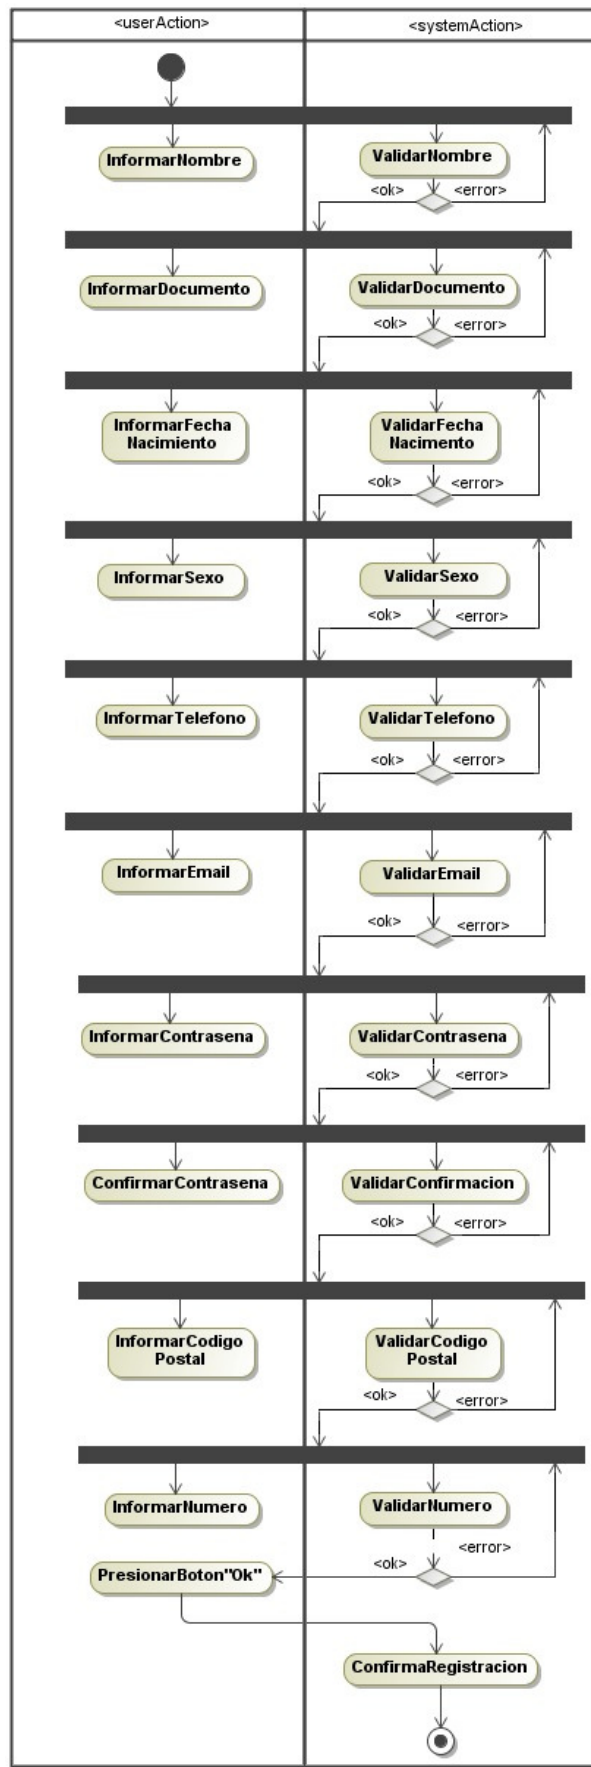 <userAction>
<systemAction>
InformarNombre
ValidarNombre
<ok>
<error>
InformarDocumento
ValidarDocumento
<ok>
<error>
InformarFecha
Nacimiento
ValidarFecha
Nacimento
<ok>
<error>
InformarSexo
ValidarSexo
<ok>
<error>
InformarTelefono
ValidarTelefono
<ok>
<error>
InformarEmail
ValidarEmail
<ok>
<error>
InformarContrasena
ValidarContrasena
<ok>
<error>
ConfirmarContrasena
ValidarConfirmacion
<ok>
<error>
InformarCodigo
Postal
ValidarCodigo
Postal
<ok>
<error>
InformarNumero
ValidarNumero
<error>
<ok>
PresionarBoton"Ok"
ConfirmaRegistracion